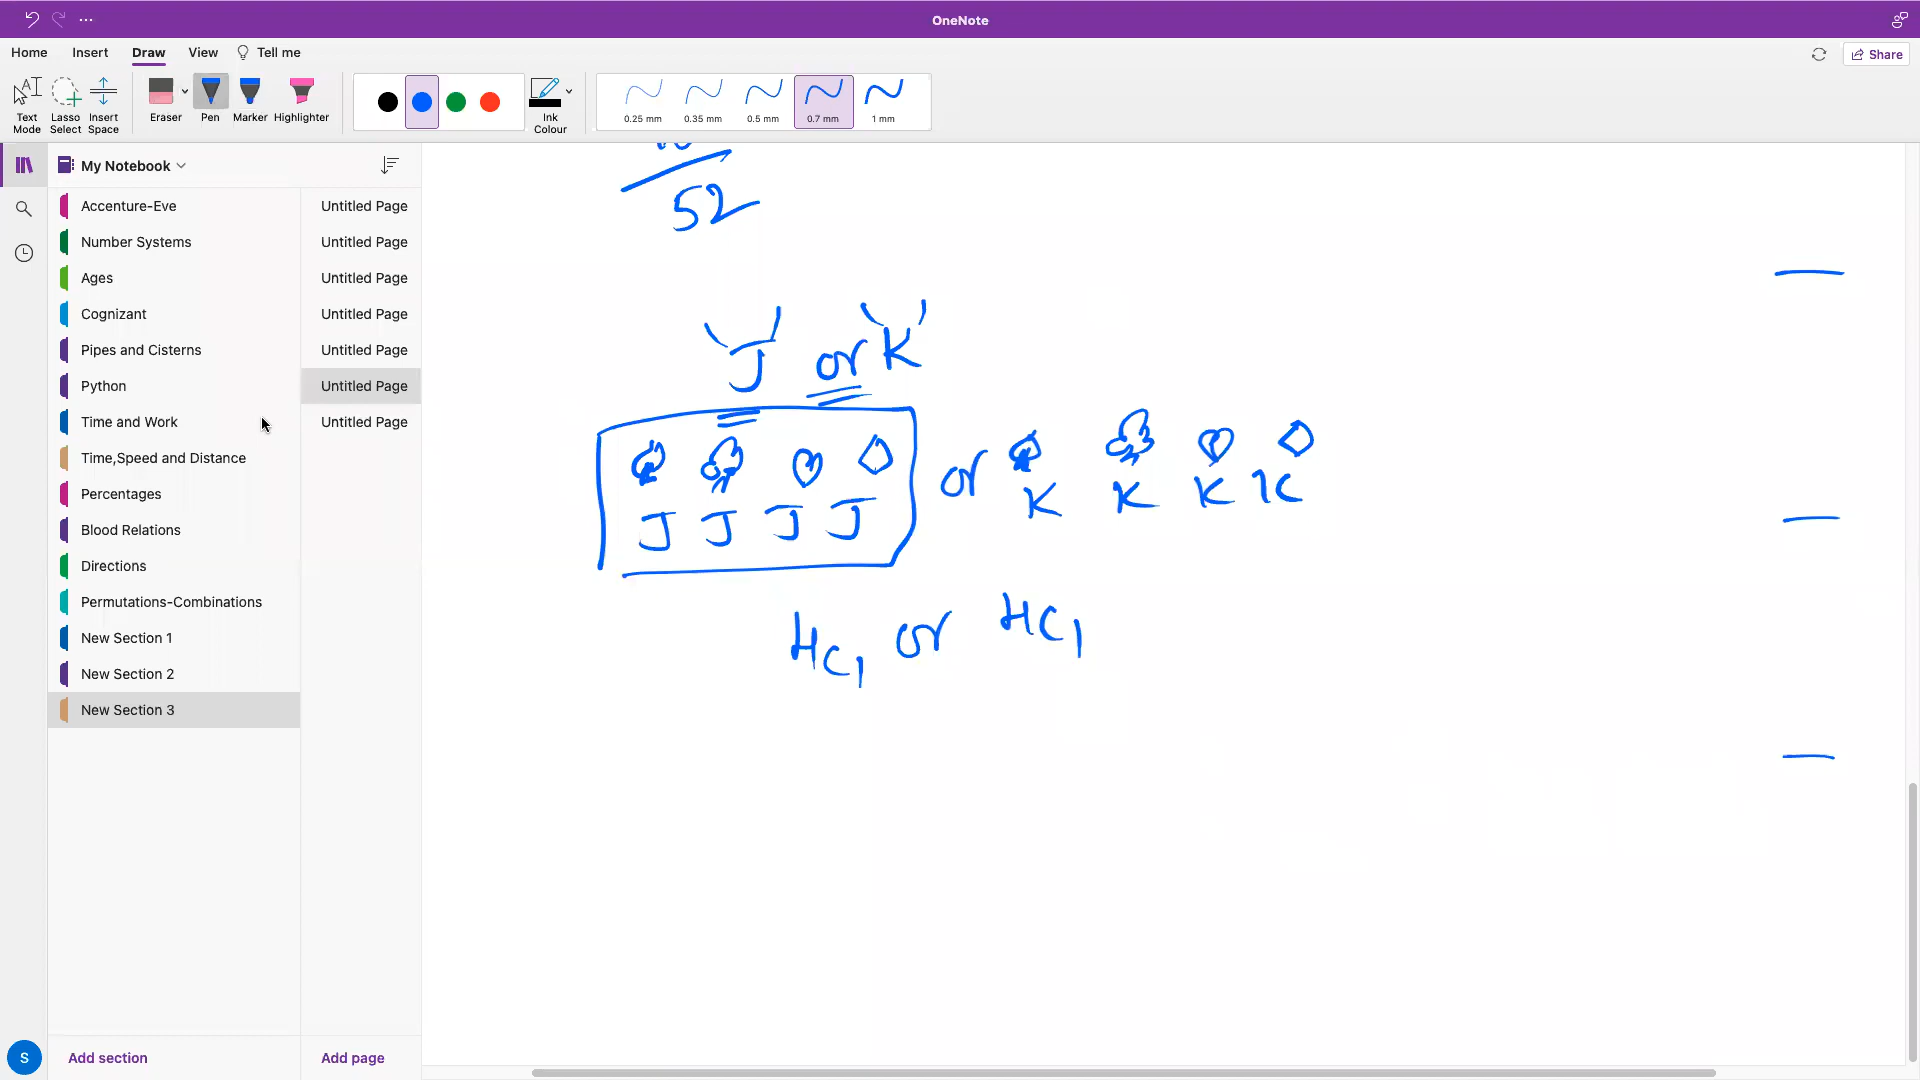 OneNote
Home Insert Draw View Tell me
Share
Text Mode
Lasso Select
Insert Space
Eraser
Pen
Marker
Highlighter
Ink Colour
0.25 mm
0.35 mm
0.5 mm
0.7 mm
1 mm
My Notebook
Accenture-Eve
Number Systems
Ages
Cognizant
Pipes and Cisterns
Python
Time and Work
Time,Speed and Distance
Percentages
Blood Relations
Directions
Permutations-Combinations
New Section 1
New Section 2
New Section 3
Untitled Page
Untitled Page
Untitled Page
Untitled Page
Untitled Page
Untitled Page
Untitled Page
52
'J' or 'K'
or
J J J J
K K K K
4C1 or 4C1
S
Add section
Add page